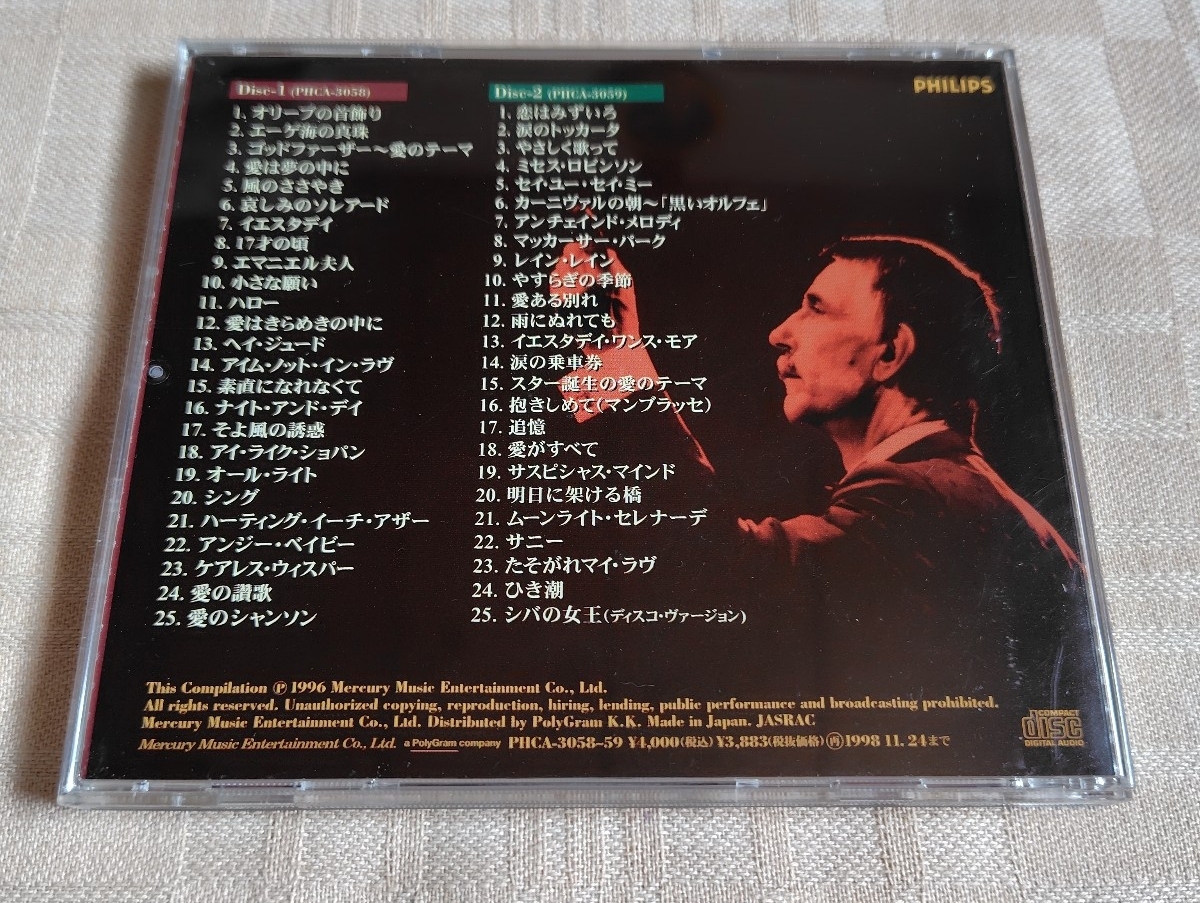 PHILIPS
Disc-1 (PHCA-3058)
1. オリーブの首飾り
2. エーゲ海の真珠
3. ゴッドファーザー〜愛のテーマ
4. 愛は夢の中に
5. 風のささやき
6. 哀しみのソレアード
7. イエスタデイ
8. 17才の頃
9. エマニエル夫人
10. 小さな願い
11. ハロー
12. 愛はきらめきの中に
13. ヘイ・ジュード
14. アイム・ノット・イン・ラヴ
15. 素直になれなくて
16. ナイト・アンド・デイ
17. そよ風の誘惑
18. アイ・ライク・ショパン
19. オール・ライト
20. シング
21. ハーティング・イーチ・アザー
22. アンジー・ベイビー
23. ケアレス・ウィスパー
24. 愛の讃歌
25. 愛のシャンソン
Disc-2 (PHCA-3059)
1. 恋はみずいろ
2. 涙のトッカータ
3. やさしく歌って
4. ミセス・ロビンソン
5. セイ・ユー・セイ・ミー
6. カーニヴァルの朝〜「黒いオルフェ」
7. アンチェインド・メロディ
8. マッカーサー・パーク
9. レイン・レイン
10. やすらぎの季節
11. 愛ある別れ
12. 雨にぬれても
13. イエスタデイ・ワンス・モア
14. 涙の乗車券
15. スター誕生の愛のテーマ
16. 抱きしめて(マンブラッセ)
17. 追憶
18. 愛がすべて
19. サスピシャス・マインド
20. 明日に架ける橋
21. ムーンライト・セレナーデ
22. サニー
23. たそがれマイ・ラヴ
24. ひき潮
25. シバの女王(ディスコ・ヴァージョン)
This Compilation ℗ 1996 Mercury Music Entertainment Co., Ltd.
All rights reserved. Unauthorized copying, reproduction, hiring, lending, public performance and broadcasting prohibited.
Mercury Music Entertainment Co., Ltd. Distributed by PolyGram K.K. Made in Japan. JASRAC
Mercury Music Entertainment Co., Ltd. a PolyGram company PHCA-3058-59 ¥4,000(税込) ¥3,883(税抜価格) ㋬1998 11. 24まで
COMPACT
disc
DIGITAL AUDIO